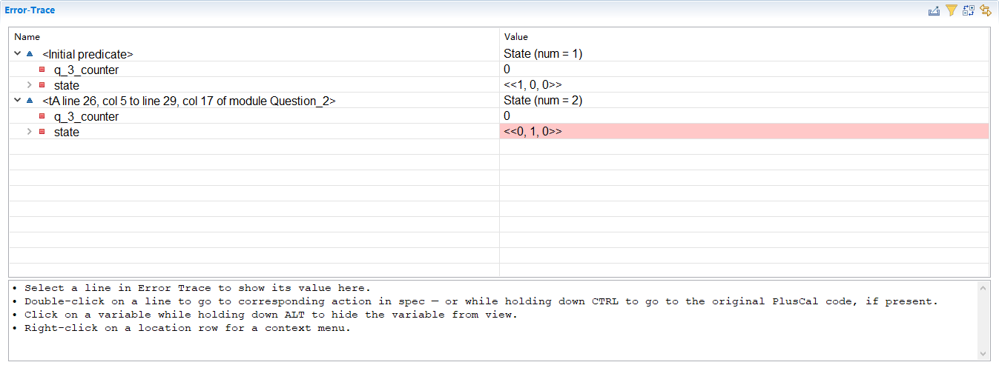 Error-Trace
Name Value
<Initial predicate> State (num = 1)
q_3_counter 0
state <<1, 0, 0>>
<tA line 26, col 5 to line 29, col 17 of module Question_2> State (num = 2)
q_3_counter 0
state <<0, 1, 0>>
• Select a line in Error Trace to show its value here.
• Double-click on a line to go to corresponding action in spec — or while holding down CTRL to go to the original PlusCal code, if present.
• Click on a variable while holding down ALT to hide the variable from view.
• Right-click on a location row for a context menu.